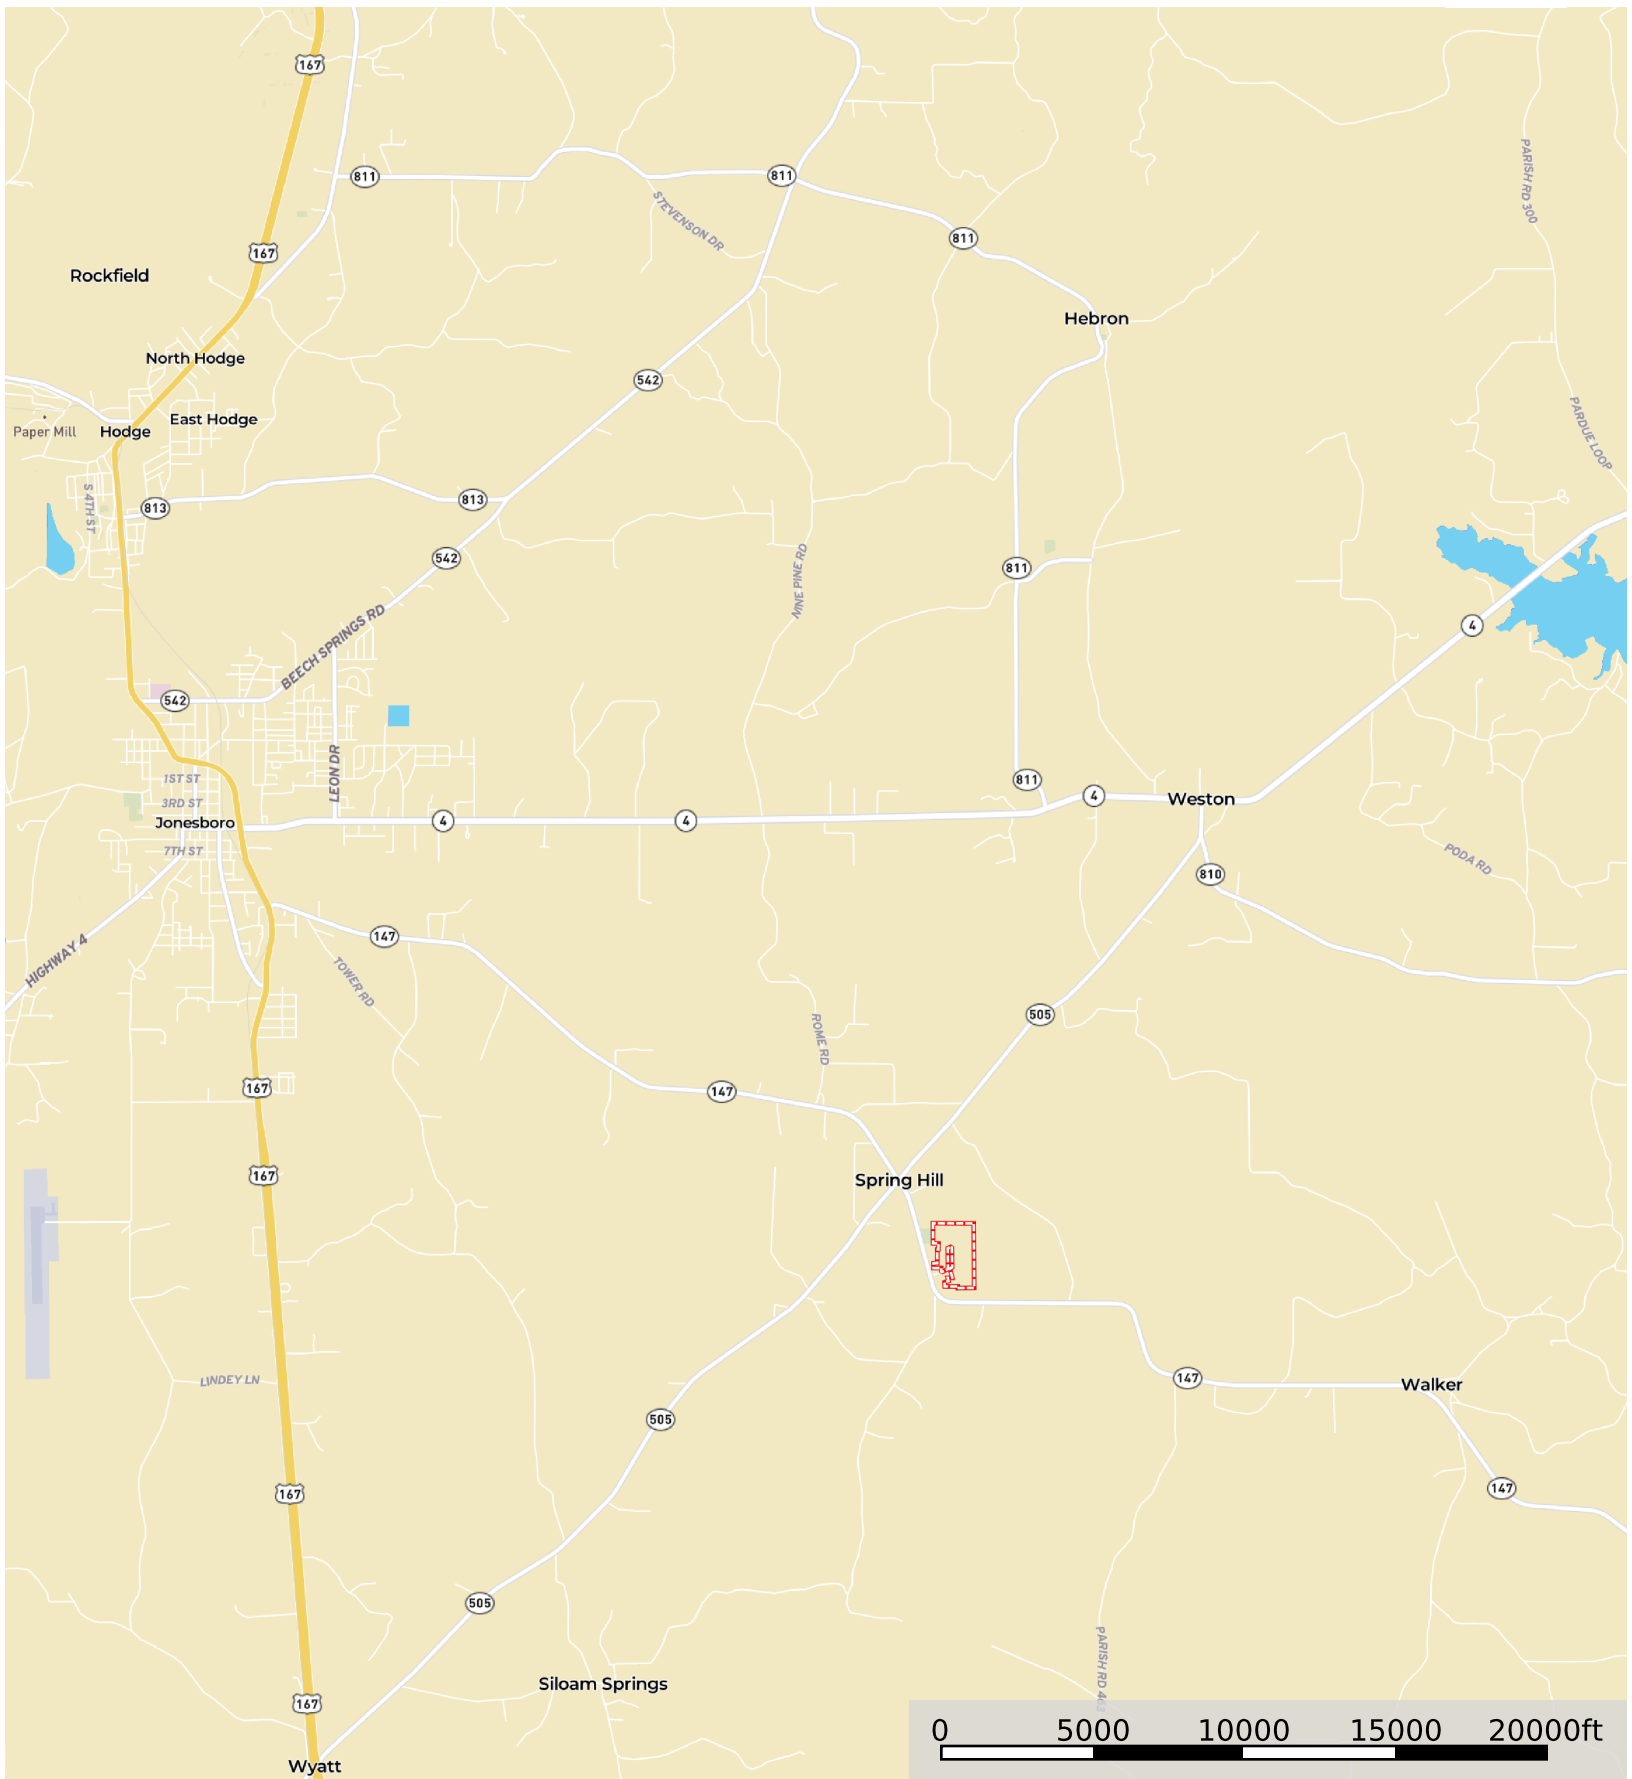 167
811
811
PARISH RD 300
STEVENSON DR
811
167
Rockfield
Hebron
North Hodge
542
East Hodge
Paper Mill
Hodge
PARDUE LOOP
S 4TH ST
813
813
542
811
NINE PINE RD
4
BEECH SPRINGS RD
542
LEON DR
1ST ST
811
4
Weston
3RD ST
Jonesboro
4
4
7TH ST
PODA RD
810
147
HIGHWAY 4
TOWER RD
505
ROME RD
167
147
167
Spring Hill
LINDEY LN
147
Walker
505
167
147
505
PARISH RD 4
Siloam Springs
167
0 5000 10000 15000 20000ft
Wyatt